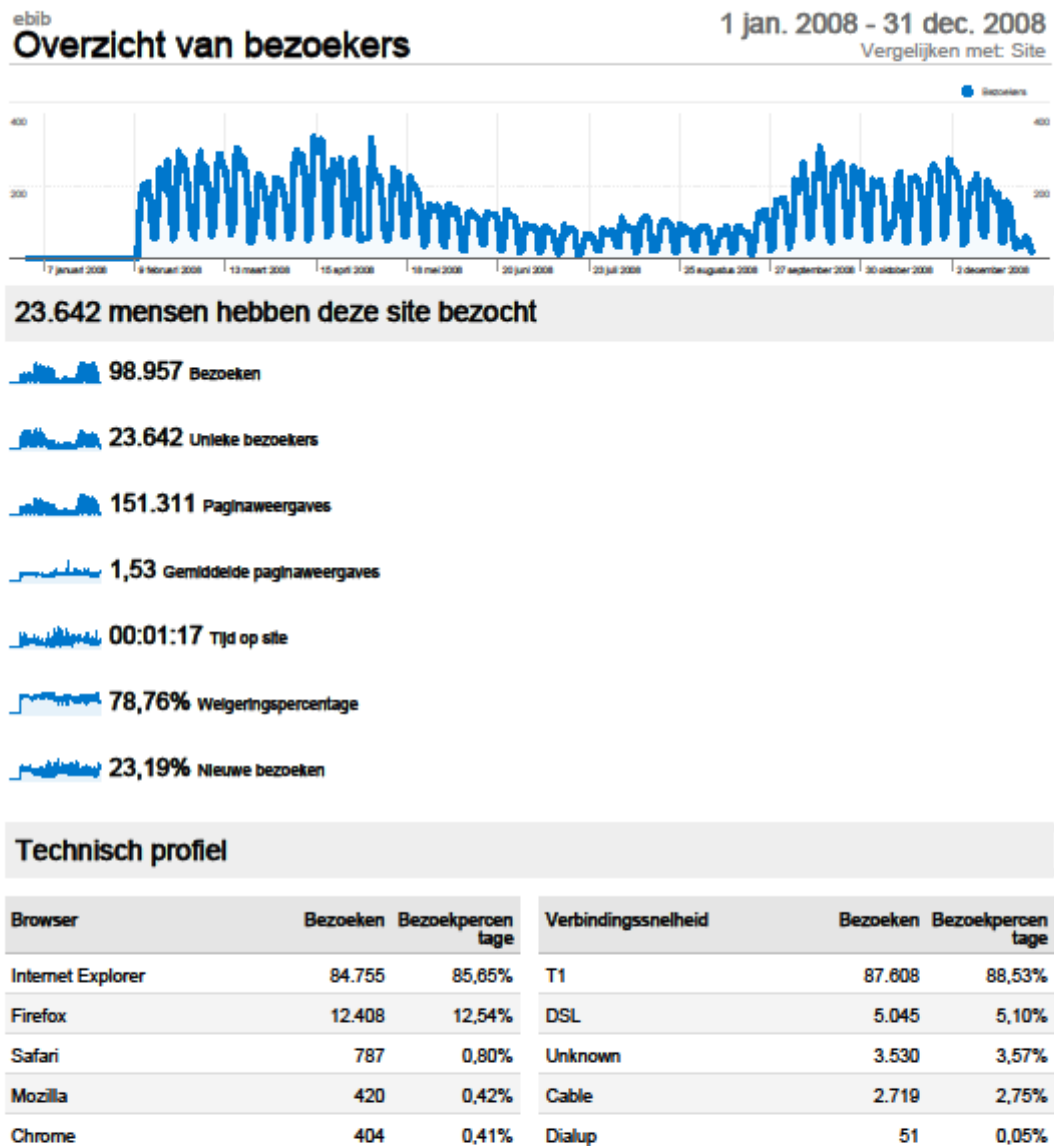 ebib
Overzicht van bezoekers
1 jan. 2008 - 31 dec. 2008
Vergelijken met: Site
Bezoekers
400 400
200 200
7 januari 2008 9 februari 2008 13 maart 2008 15 april 2008 18 mei 2008 20 juni 2008 23 juli 2008 25 augustus 2008 27 september 2008 30 oktober 2008 2 december 2008
23.642 mensen hebben deze site bezocht
98.957 Bezoeken
23.642 Unieke bezoekers
151.311 Paginaweergaves
1,53 Gemiddelde paginaweergaves
00:01:17 Tijd op site
78,76% Weigeringspercentage
23,19% Nieuwe bezoeken
Technisch profiel
Browser Bezoeken Bezoekpercen
tage
Internet Explorer 84.755 85,65%
Firefox 12.408 12,54%
Safari 787 0,80%
Mozilla 420 0,42%
Chrome 404 0,41%
Verbindingssnelheid Bezoeken Bezoekpercen
tage
T1 87.608 88,53%
DSL 5.045 5,10%
Unknown 3.530 3,57%
Cable 2.719 2,75%
Dialup 51 0,05%